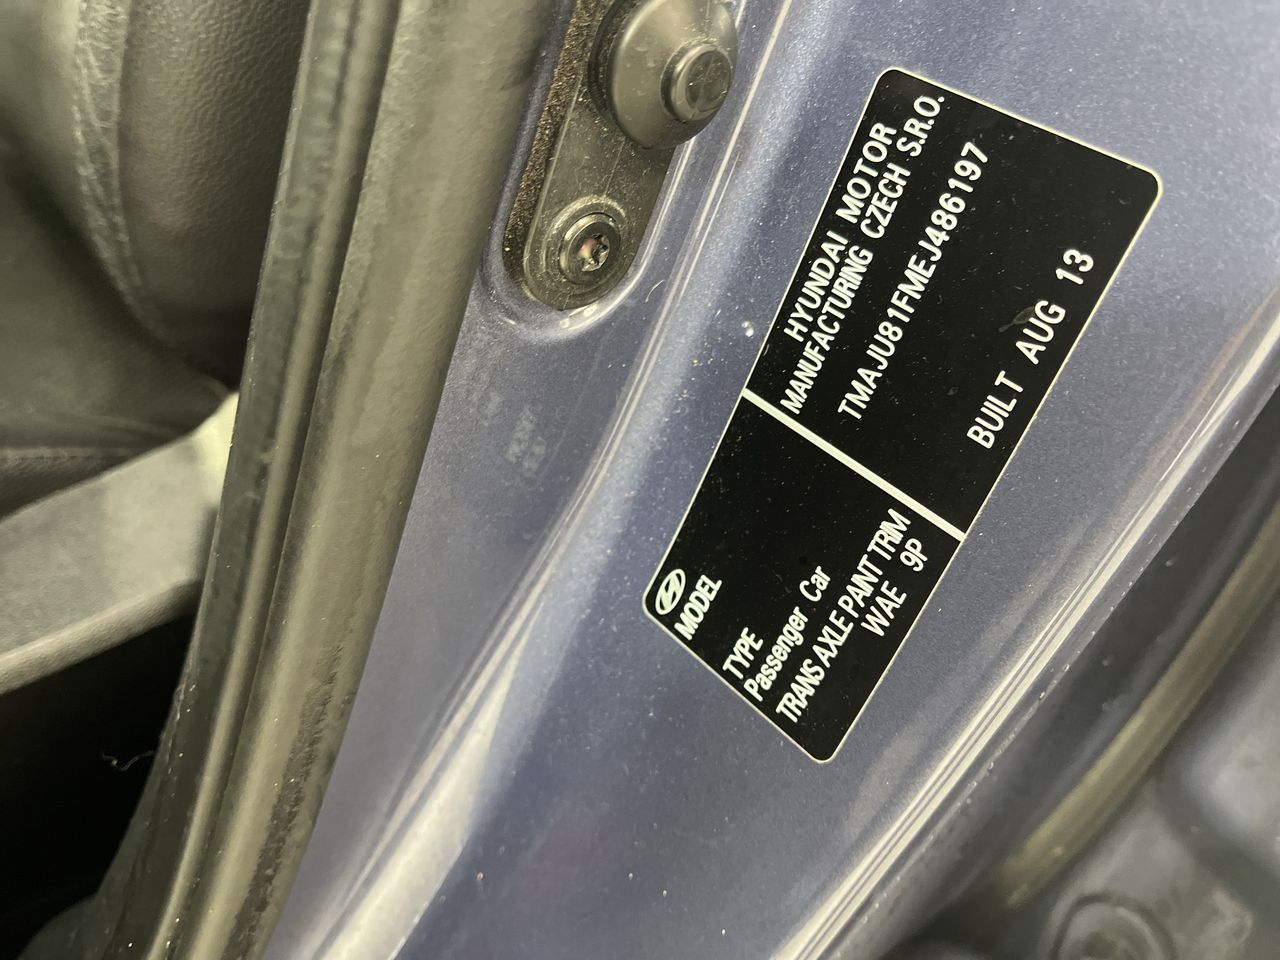 HYUNDAI MOTOR
MANUFACTURING CZECH S.R.O.
TMAJU81FMEJ486197
BUILT AUG 13
MODEL
TYPE
Passenger Car
TRANS AXLE PAINT TRIM
WAE 9P